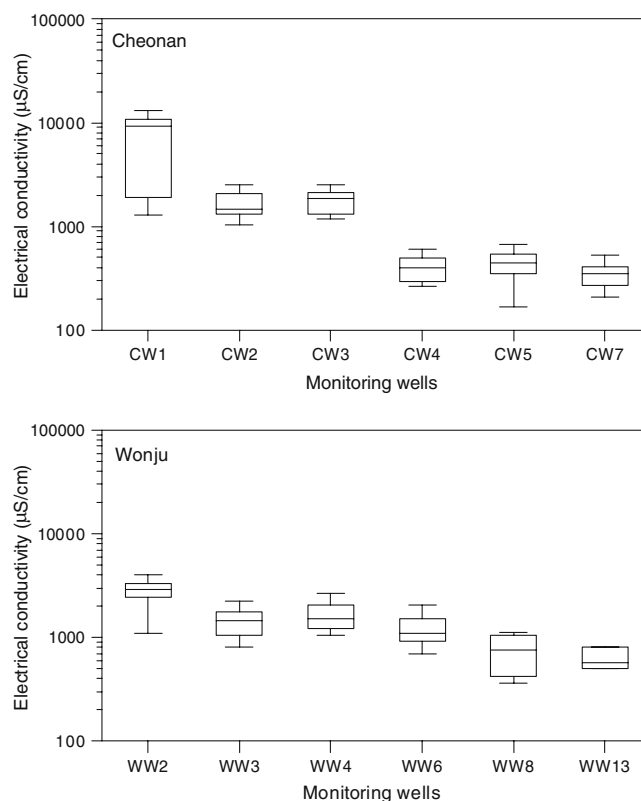 Cheonan
Electrical conductivity (µS/cm)
100000
10000
1000
100
CW1 CW2 CW3 CW4 CW5 CW7
Monitoring wells
Wonju
Electrical conductivity (µS/cm)
100000
10000
1000
100
WW2 WW3 WW4 WW6 WW8 WW13
Monitoring wells